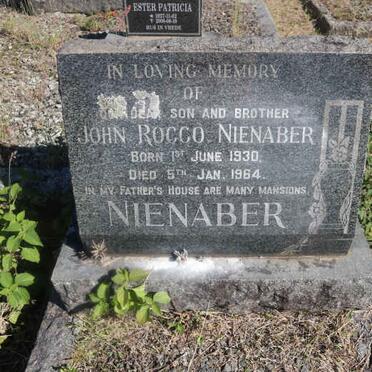 ESTER PATRICIA
RUS IN VREDE
IN LOVING MEMORY
OF
DEAR SON AND BROTHER
JOHN ROCCO NIENABER
BORN 1ST JUNE 1930.
DIED 5TH JAN. 1964.
IN MY FATHER'S HOUSE ARE MANY MANSIONS
NIENABER